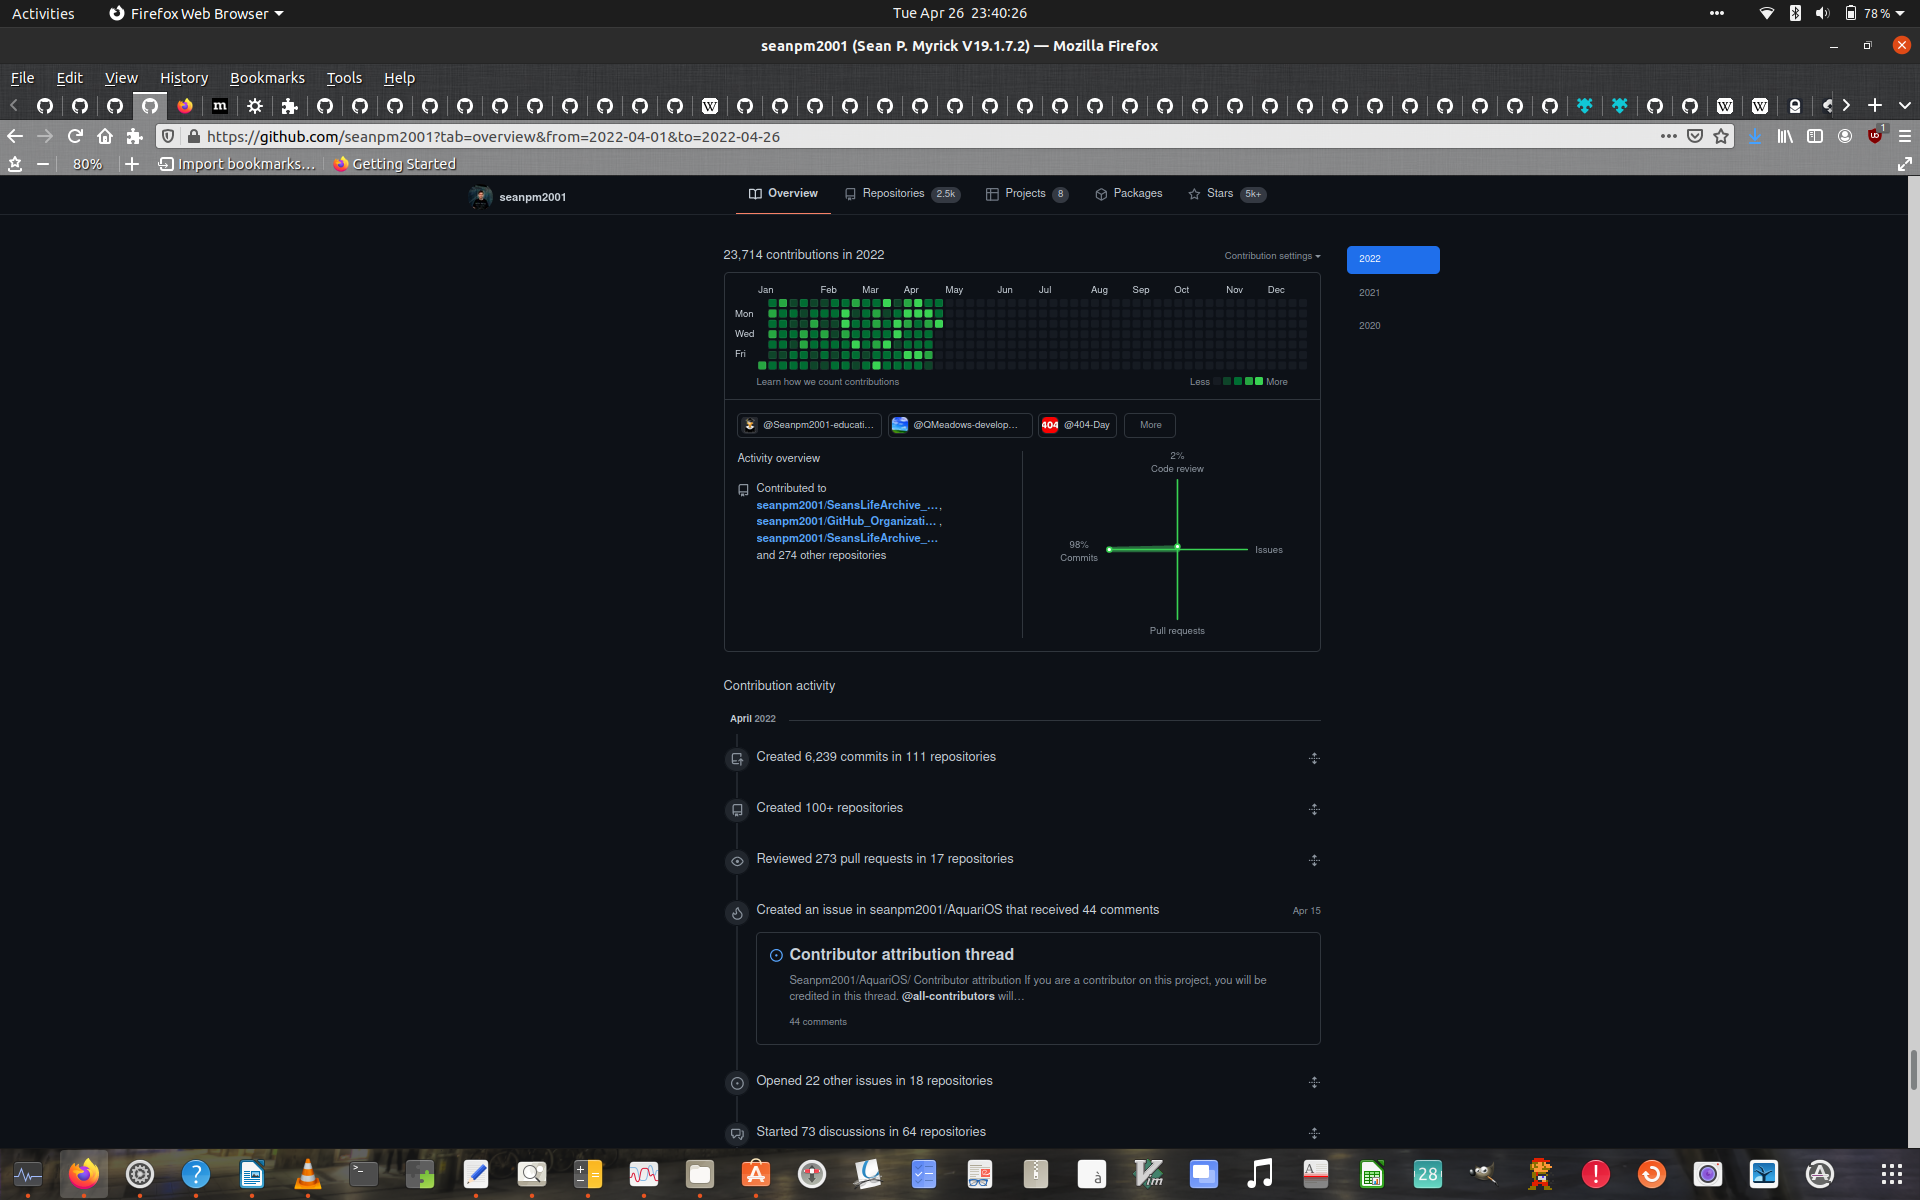 Activities
Firefox Web Browser
Tue Apr 26 23:40:26
78 %
seanpm2001 (Sean P. Myrick V19.1.7.2) — Mozilla Firefox
File Edit View History Bookmarks Tools Help
https://github.com/seanpm2001?tab=overview&from=2022-04-01&to=2022-04-26
80%
Import bookmarks...
Getting Started
seanpm2001
Overview
Repositories 2.5k
Projects 8
Packages
Stars 5k+
23,714 contributions in 2022
Contribution settings
2022
2021
2020
Jan Feb Mar Apr May Jun Jul Aug Sep Oct Nov Dec
Mon
Wed
Fri
Learn how we count contributions
Less More
@Seanpm2001-educati...
@QMeadows-develop...
404 @404-Day
More
Activity overview
Contributed to
seanpm2001/SeansLifeArchive_...,
seanpm2001/GitHub_Organizati... ,
seanpm2001/SeansLifeArchive_...
and 274 other repositories
2%
Code review
98%
Commits
Issues
Pull requests
Contribution activity
April 2022
Created 6,239 commits in 111 repositories
Created 100+ repositories
Reviewed 273 pull requests in 17 repositories
Created an issue in seanpm2001/AquariOS that received 44 comments
Apr 15
Contributor attribution thread
Seanpm2001/AquariOS/ Contributor attribution If you are a contributor on this project, you will be
credited in this thread. @all-contributors will…
44 comments
Opened 22 other issues in 18 repositories
Started 73 discussions in 64 repositories
28